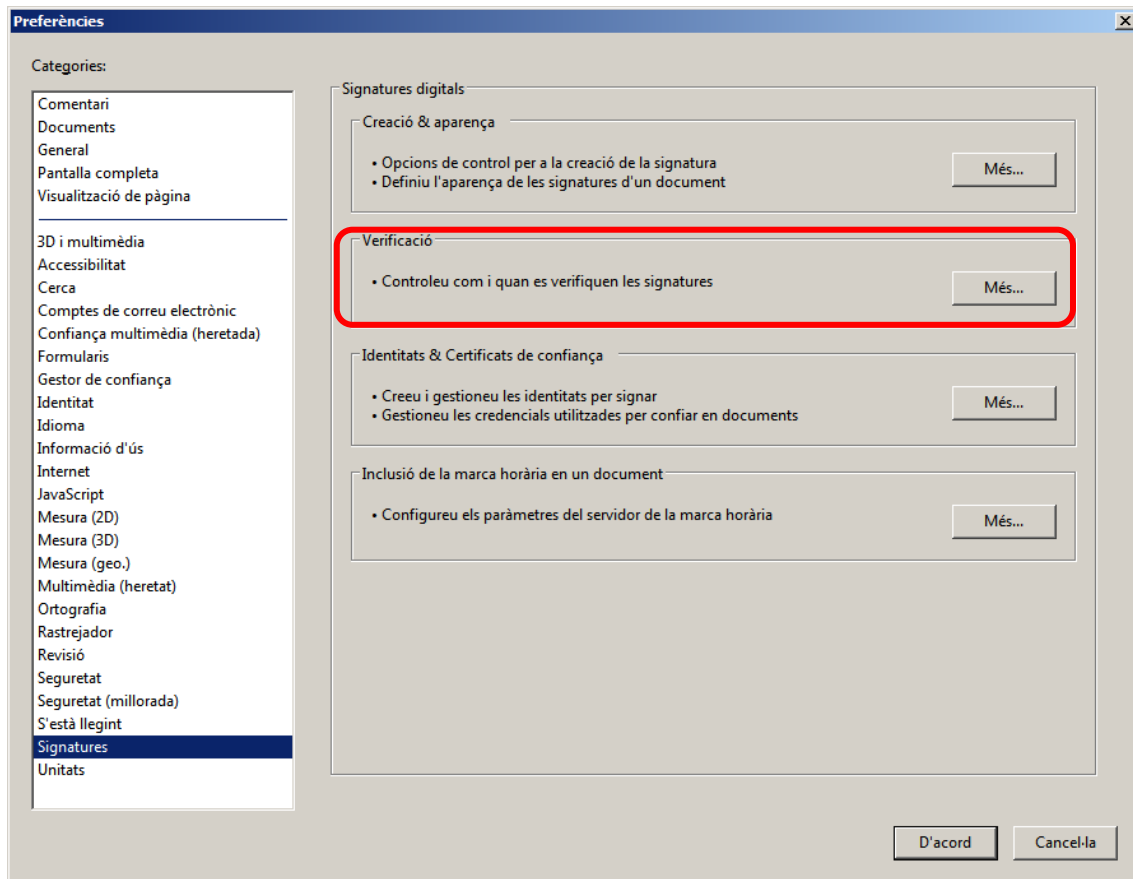 Preferències
Categories:
Comentari
Documents
General
Pantalla completa
Visualització de pàgina
3D i multimèdia
Accessibilitat
Cerca
Comptes de correu electrònic
Confiança multimèdia (heretada)
Formularis
Gestor de confiança
Identitat
Idioma
Informació d'ús
Internet
JavaScript
Mesura (2D)
Mesura (3D)
Mesura (geo.)
Multimèdia (heretat)
Ortografia
Rastrejador
Revisió
Seguretat
Seguretat (millorada)
S'està llegint
Signatures
Unitats
Signatures digitals
Creació & aparença
• Opcions de control per a la creació de la signatura
• Definiu l'aparença de les signatures d'un document
Més...
Verificació
• Controleu com i quan es verifiquen les signatures
Més...
Identitats & Certificats de confiança
• Creeu i gestioneu les identitats per signar
• Gestioneu les credencials utilitzades per confiar en documents
Més...
Inclusió de la marca horària en un document
• Configureu els paràmetres del servidor de la marca horària
Més...
D'acord
Cancel·la